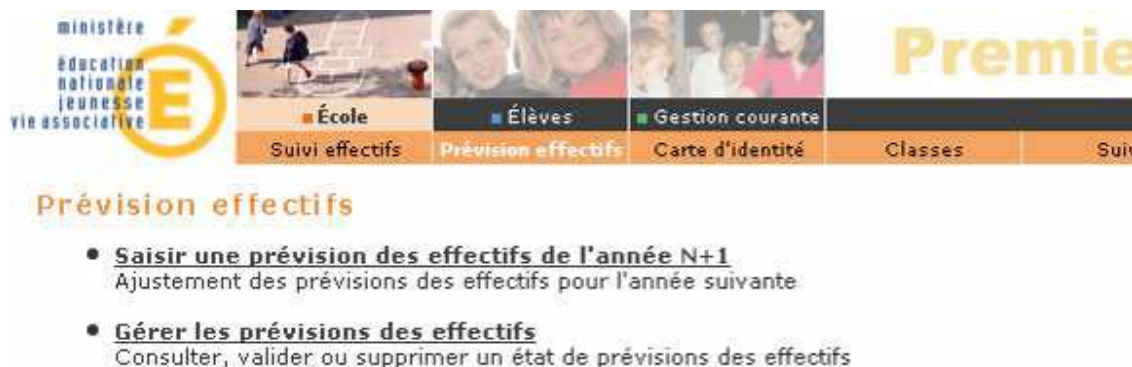 ministère
éducation
nationale
jeunesse
vie associative
É
Premie
École
Élèves
Gestion courante
Suivi effectifs
Prévision effectifs
Carte d'identité
Classes
Suiv
Prévision effectifs
Saisir une prévision des effectifs de l'année N+1
Ajustement des prévisions des effectifs pour l'année suivante
Gérer les prévisions des effectifs
Consulter, valider ou supprimer un état de prévisions des effectifs